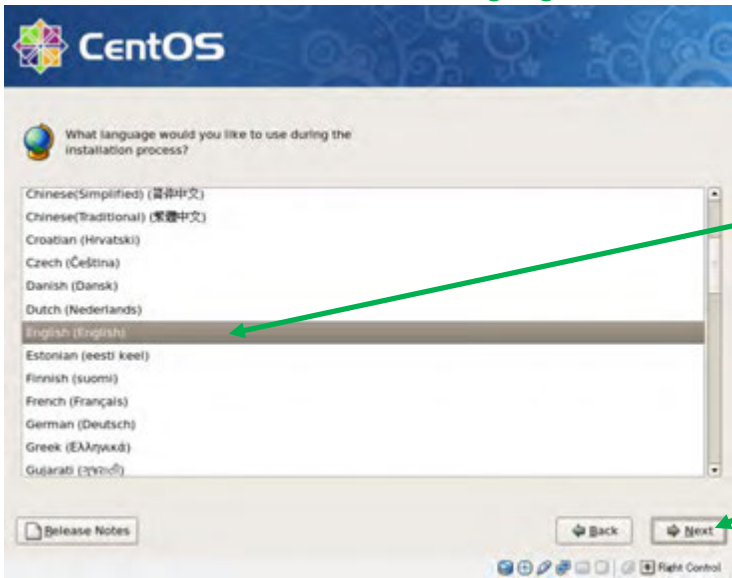 CentOS
What language would you like to use during the
installation process?
Chinese(Simplified) (简体中文)
Chinese(Traditional) (繁體中文)
Croatian (Hrvatski)
Czech (Čeština)
Danish (Dansk)
Dutch (Nederlands)
English (English)
Estonian (eesti keel)
Finnish (suomi)
French (Français)
German (Deutsch)
Greek (Ελληνικά)
Gujarati (ગુજરાતી)
Release Notes
Back
Next
Right Control